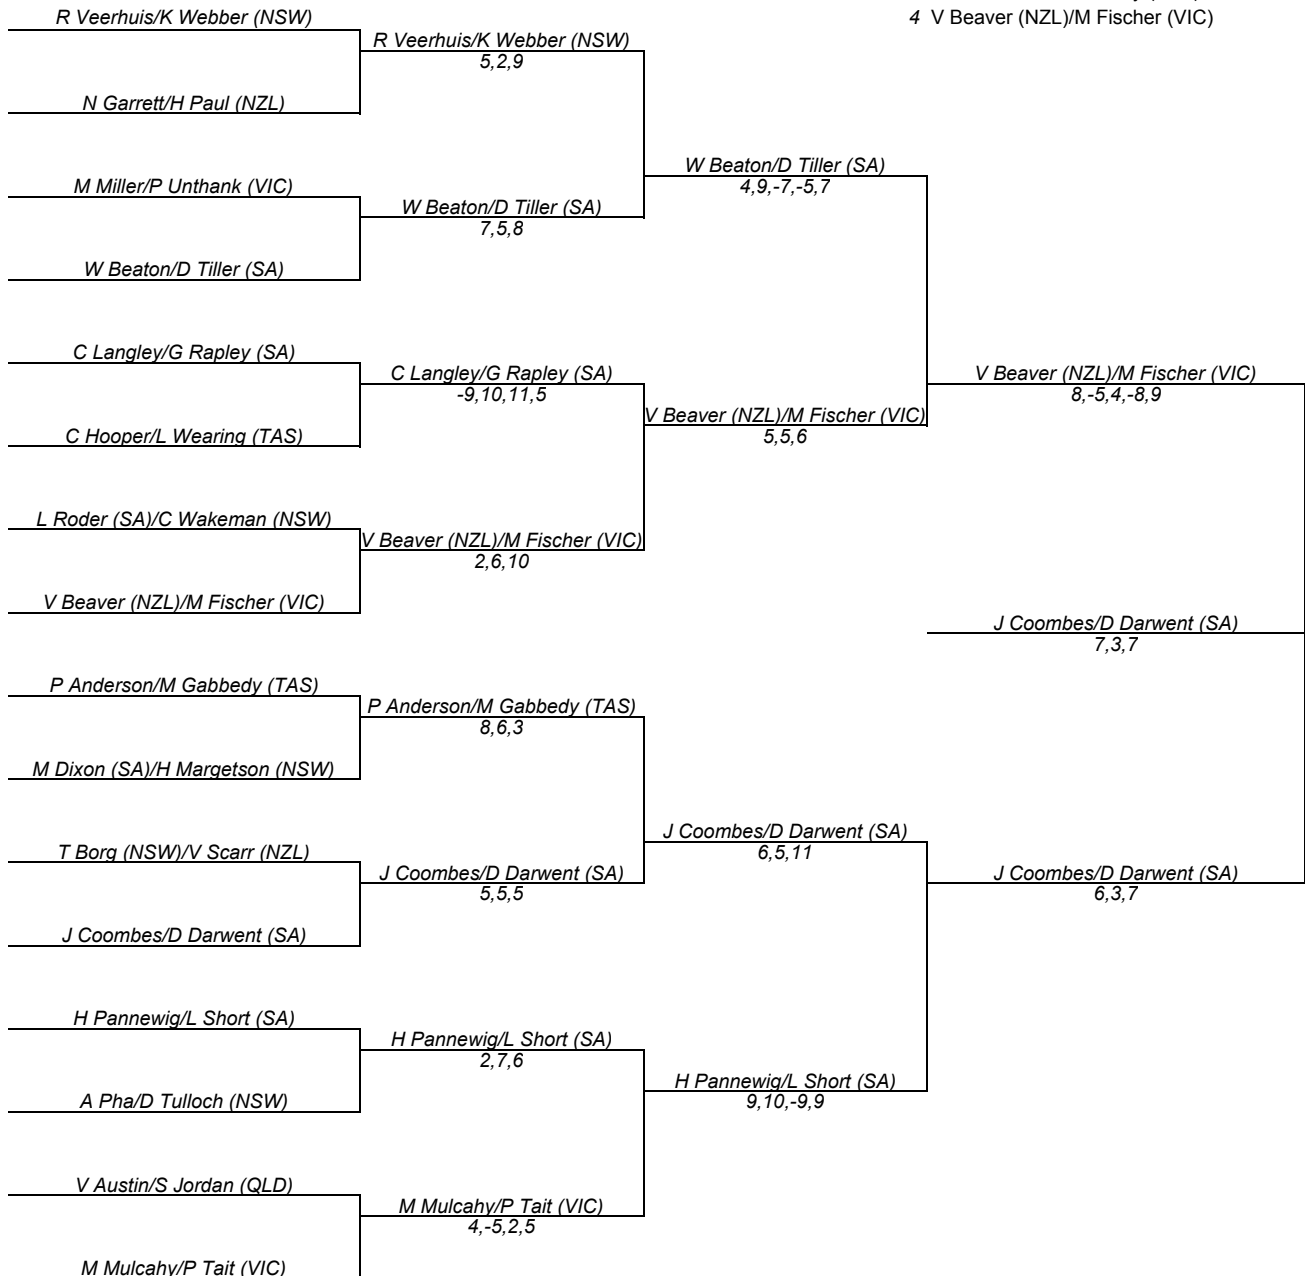 R Veerhuis/K Webber (NSW)
4 V Beaver (NZL)/M Fischer (VIC)
R Veerhuis/K Webber (NSW)
5,2,9
N Garrett/H Paul (NZL)
W Beaton/D Tiller (SA)
4,9,-7,-5,7
M Miller/P Unthank (VIC)
W Beaton/D Tiller (SA)
7,5,8
W Beaton/D Tiller (SA)
C Langley/G Rapley (SA)
C Langley/G Rapley (SA)
-9,10,11,5
V Beaver (NZL)/M Fischer (VIC)
8,-5,4,-8,9
V Beaver (NZL)/M Fischer (VIC)
5,5,6
C Hooper/L Wearing (TAS)
L Roder (SA)/C Wakeman (NSW)
V Beaver (NZL)/M Fischer (VIC)
2,6,10
V Beaver (NZL)/M Fischer (VIC)
J Coombes/D Darwent (SA)
7,3,7
P Anderson/M Gabbedy (TAS)
P Anderson/M Gabbedy (TAS)
8,6,3
M Dixon (SA)/H Margetson (NSW)
J Coombes/D Darwent (SA)
6,5,11
T Borg (NSW)/V Scarr (NZL)
J Coombes/D Darwent (SA)
5,5,5
J Coombes/D Darwent (SA)
6,3,7
J Coombes/D Darwent (SA)
H Pannewig/L Short (SA)
H Pannewig/L Short (SA)
2,7,6
H Pannewig/L Short (SA)
9,10,-9,9
A Pha/D Tulloch (NSW)
V Austin/S Jordan (QLD)
M Mulcahy/P Tait (VIC)
4,-5,2,5
M Mulcahy/P Tait (VIC)